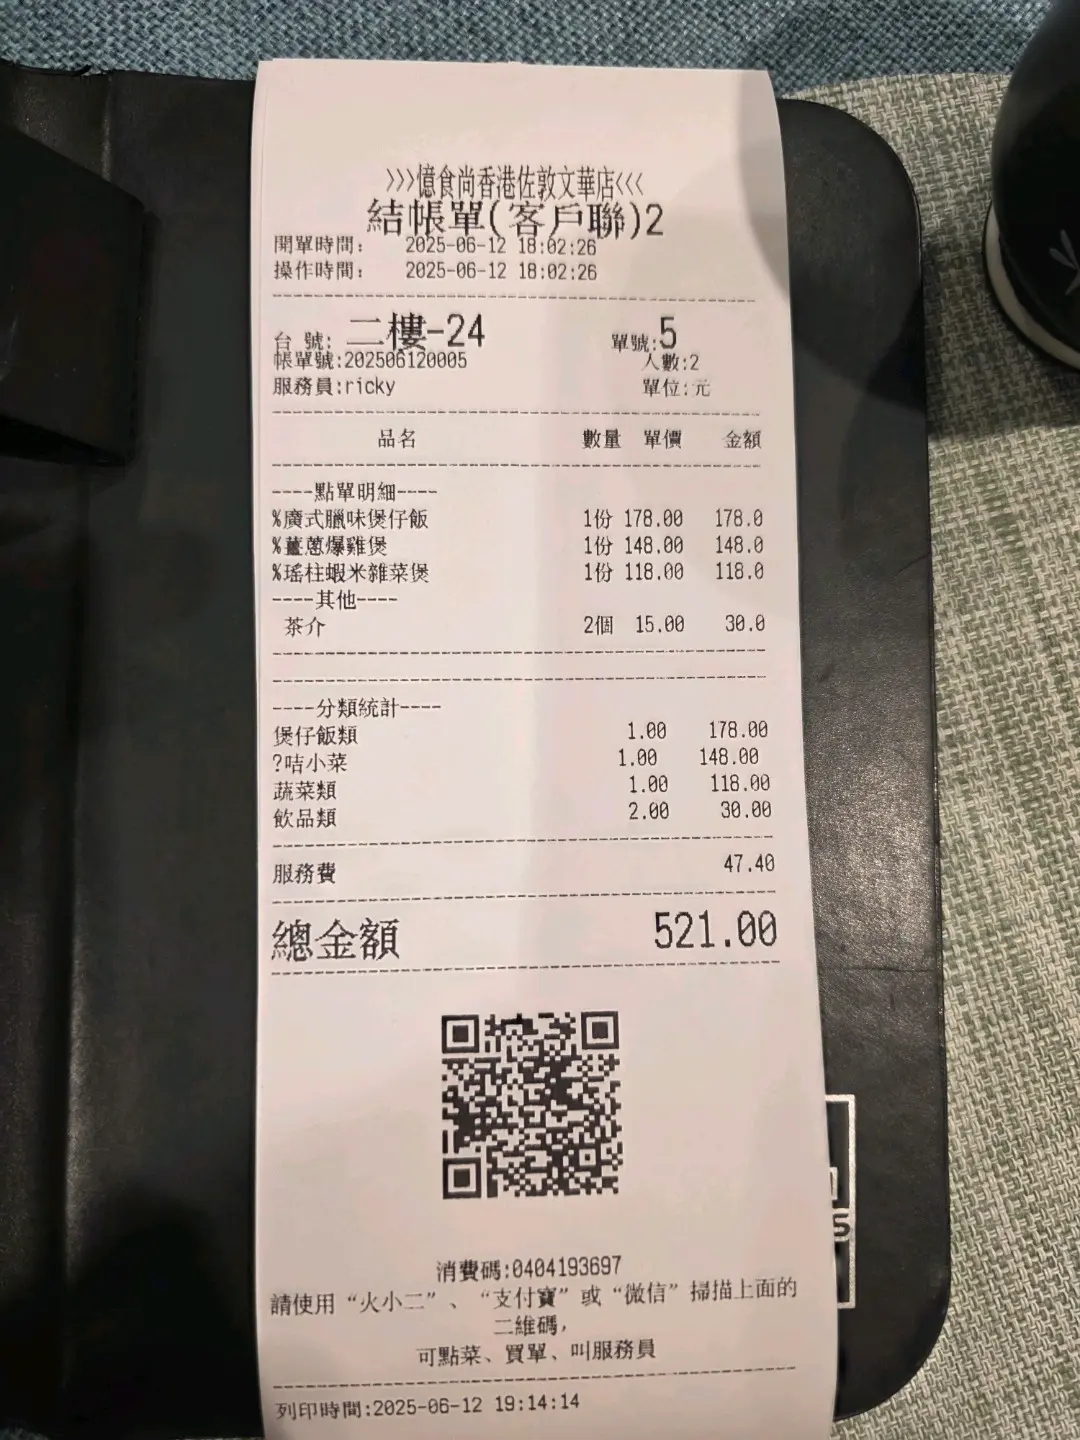 >>>憶食尚香港佐敦文華店<<<
結帳單(客戶聯)2
開單時間: 2025-06-12 18:02:26
操作時間: 2025-06-12 18:02:26
台 號: 二樓-24 單號:5
帳單號:202506120005 人數:2
服務員:ricky 單位:元
品名 數量 單價 金額
----點單明細----
%廣式臘味煲仔飯 1份 178.00 178.0
%薑蔥爆雞煲 1份 148.00 148.0
%瑤柱蝦米雜菜煲 1份 118.00 118.0
----其他----
茶介 2個 15.00 30.0
----分類統計----
煲仔飯類 1.00 178.00
?咭小菜 1.00 148.00
蔬菜類 1.00 118.00
飲品類 2.00 30.00
服務費 47.40
總金額 521.00
消費碼:0404193697
請使用“火小二”、“支付寶”或“微信”掃描上面的
二維碼,
可點菜、買單、叫服務員
列印時間:2025-06-12 19:14:14